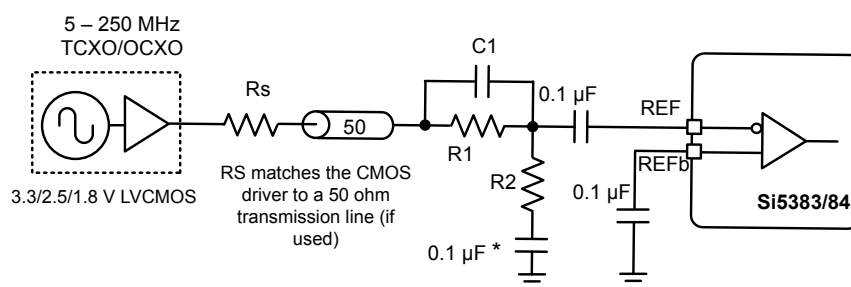 5 – 250 MHz
TCXO/OCXO
3.3/2.5/1.8 V LVCMOS
Rs
50
RS matches the CMOS
driver to a 50 ohm
transmission line (if
used)
C1
R1
R2
0.1 µF *
0.1 µF
REF
REFb
0.1 µF
Si5383/84